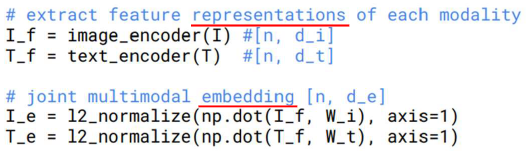 # extract feature representations of each modality
I_f = image_encoder(I) #[n, d_i]
T_f = text_encoder(T) #[n, d_t]
# joint multimodal embedding [n, d_e]
I_e = l2_normalize(np.dot(I_f, W_i), axis=1)
T_e = l2_normalize(np.dot(T_f, W_t), axis=1)